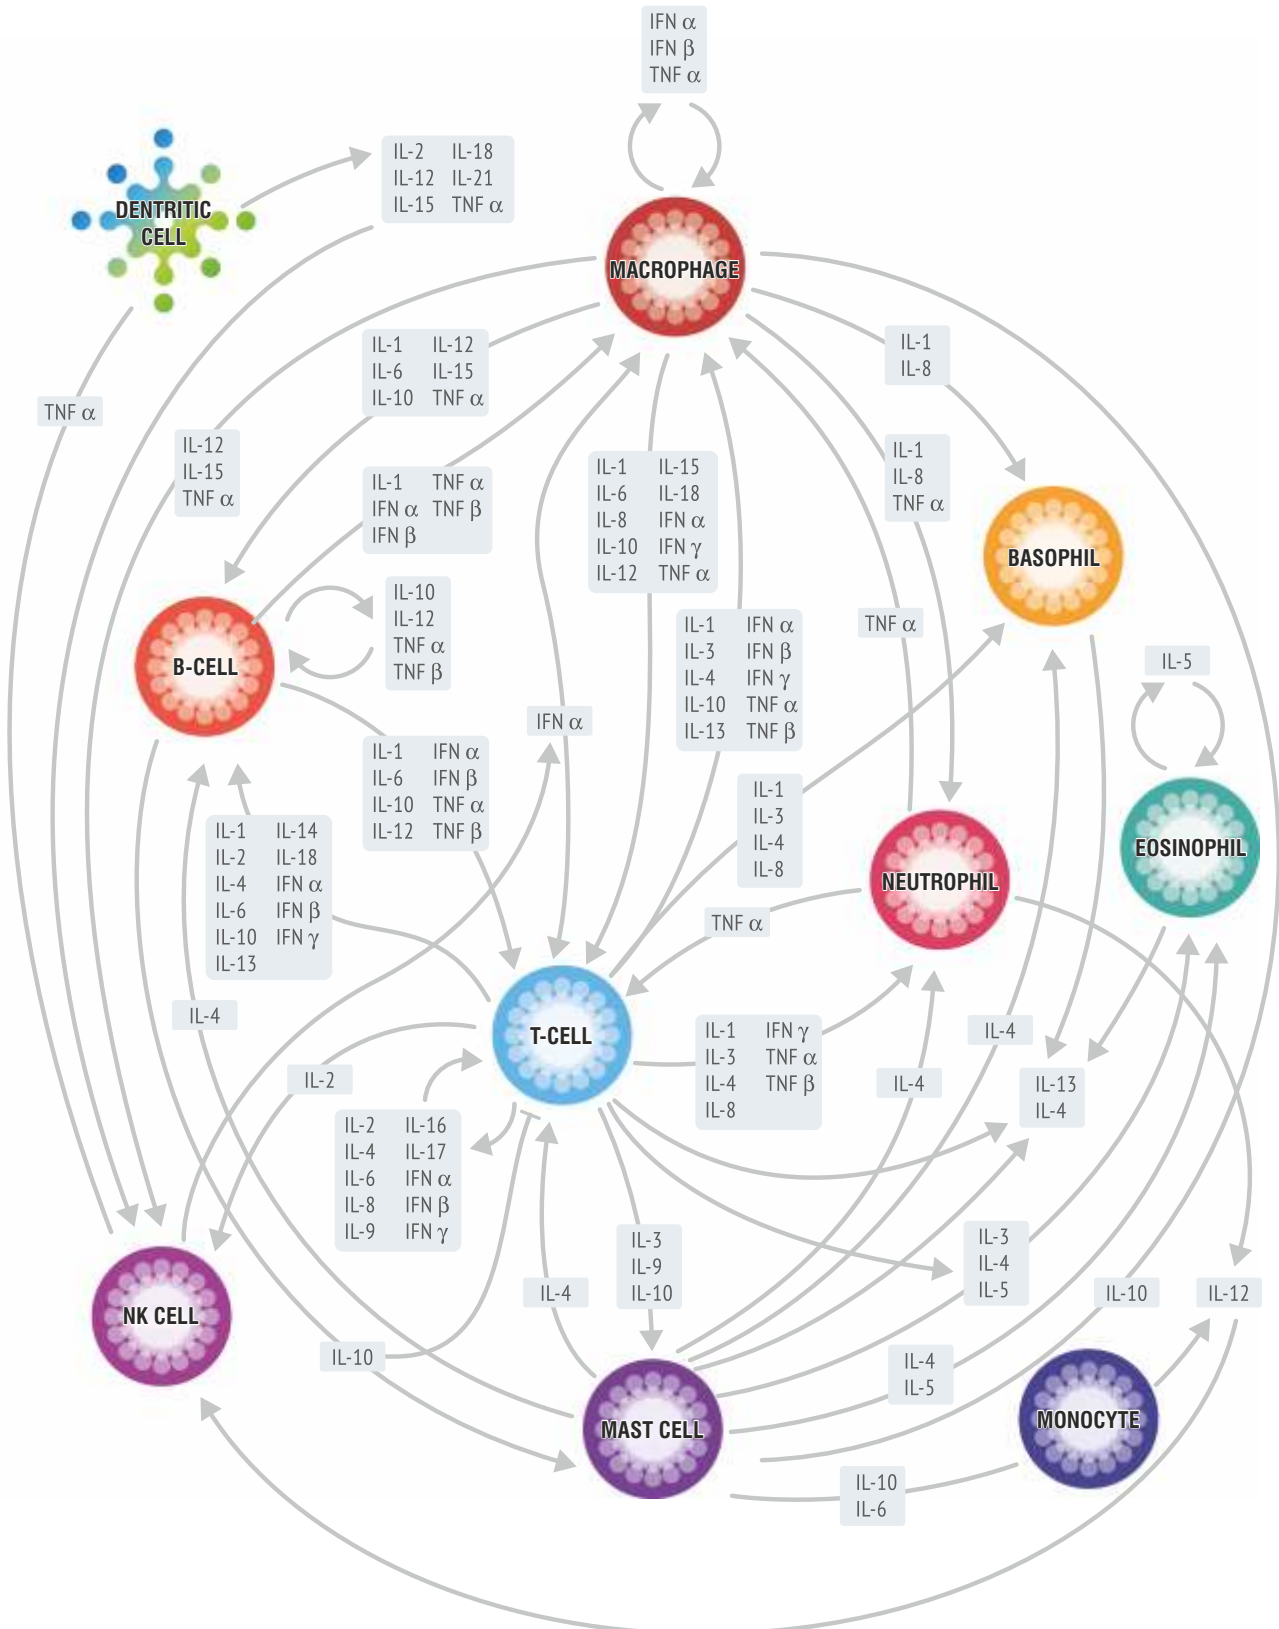 IFN α
IFN β
TNF α
IL-2 IL-18
IL-12 IL-21
IL-15 TNF α
DENTRITIC
CELL
MACROPHAGE
IL-1 IL-12
IL-6 IL-15
IL-10 TNF α
IL-1
IL-8
TNF α
IL-12
IL-15
TNF α
IL-1 TNF α
IFN α TNF β
IFN β
IL-1 IL-15
IL-6 IL-18
IL-8 IFN α
IL-10 IFN γ
IL-12 TNF α
IL-1
IL-8
TNF α
BASOPHIL
IL-10
IL-12
TNF α
TNF β
B-CELL
IL-1 IFN α
IL-3 IFN β
IL-4 IFN γ
IL-10 TNF α
IL-13 TNF β
TNF α
IL-5
IFN α
IL-1 IFN α
IL-6 IFN β
IL-10 TNF α
IL-12 TNF β
IL-1
IL-3
IL-4
IL-8
EOSINOPHIL
NEUTROPHIL
IL-1 IL-14
IL-2 IL-18
IL-4 IFN α
IL-6 IFN β
IL-10 IFN γ
IL-13
TNF α
IL-4
T-CELL
IL-1 IFN γ
IL-3 TNF α
IL-4 TNF β
IL-8
IL-4
IL-2
IL-4
IL-13
IL-4
IL-2 IL-16
IL-4 IL-17
IL-6 IFN α
IL-8 IFN β
IL-9 IFN γ
IL-3
IL-9
IL-10
IL-3
IL-4
IL-5
IL-4
IL-10
IL-12
NK CELL
IL-10
IL-4
IL-5
MAST CELL
MONOCYTE
IL-10
IL-6